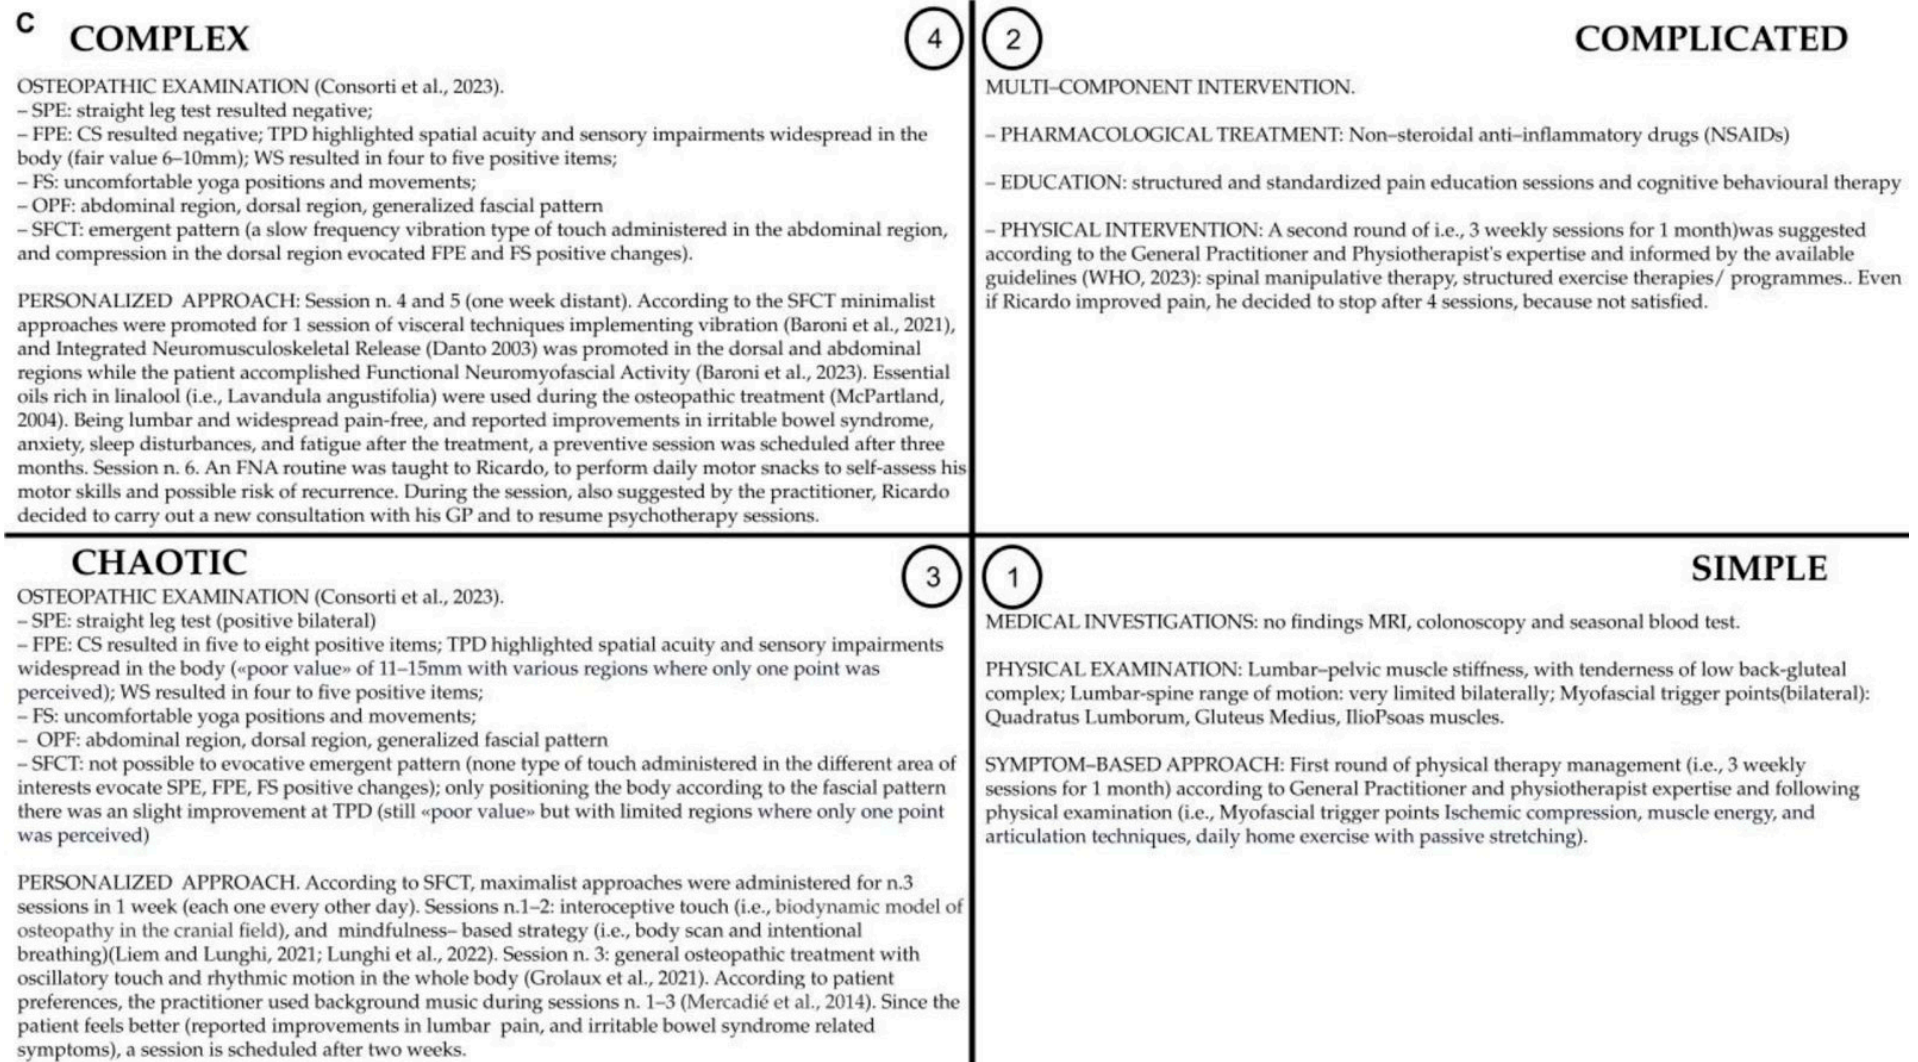 C
COMPLEX
4
OSTEOPATHIC EXAMINATION (Consorti et al., 2023).
– SPE: straight leg test resulted negative;
– FPE: CS resulted negative; TPD highlighted spatial acuity and sensory impairments widespread in the
body (fair value 6–10mm); WS resulted in four to five positive items;
– FS: uncomfortable yoga positions and movements;
– OPF: abdominal region, dorsal region, generalized fascial pattern
– SFCT: emergent pattern (a slow frequency vibration type of touch administered in the abdominal region,
and compression in the dorsal region evocated FPE and FS positive changes).
PERSONALIZED APPROACH: Session n. 4 and 5 (one week distant). According to the SFCT minimalist
approaches were promoted for 1 session of visceral techniques implementing vibration (Baroni et al., 2021),
and Integrated Neuromusculoskeletal Release (Danto 2003) was promoted in the dorsal and abdominal
regions while the patient accomplished Functional Neuromyofascial Activity (Baroni et al., 2023). Essential
oils rich in linalool (i.e., Lavandula angustifolia) were used during the osteopathic treatment (McPartland,
2004). Being lumbar and widespread pain-free, and reported improvements in irritable bowel syndrome,
anxiety, sleep disturbances, and fatigue after the treatment, a preventive session was scheduled after three
months. Session n. 6. An FNA routine was taught to Ricardo, to perform daily motor snacks to self-assess his
motor skills and possible risk of recurrence. During the session, also suggested by the practitioner, Ricardo
decided to carry out a new consultation with his GP and to resume psychotherapy sessions.
2
COMPLICATED
MULTI–COMPONENT INTERVENTION.
– PHARMACOLOGICAL TREATMENT: Non–steroidal anti–inflammatory drugs (NSAIDs)
– EDUCATION: structured and standardized pain education sessions and cognitive behavioural therapy
– PHYSICAL INTERVENTION: A second round of i.e., 3 weekly sessions for 1 month)was suggested
according to the General Practitioner and Physiotherapist's expertise and informed by the available
guidelines (WHO, 2023): spinal manipulative therapy, structured exercise therapies/ programmes.. Even
if Ricardo improved pain, he decided to stop after 4 sessions, because not satisfied.
CHAOTIC
3
OSTEOPATHIC EXAMINATION (Consorti et al., 2023).
– SPE: straight leg test (positive bilateral)
– FPE: CS resulted in five to eight positive items; TPD highlighted spatial acuity and sensory impairments
widespread in the body («poor value» of 11–15mm with various regions where only one point was
perceived); WS resulted in four to five positive items;
– FS: uncomfortable yoga positions and movements;
– OPF: abdominal region, dorsal region, generalized fascial pattern
– SFCT: not possible to evocative emergent pattern (none type of touch administered in the different area of
interests evocate SPE, FPE, FS positive changes); only positioning the body according to the fascial pattern
there was an slight improvement at TPD (still «poor value» but with limited regions where only one point
was perceived)
PERSONALIZED APPROACH. According to SFCT, maximalist approaches were administered for n.3
sessions in 1 week (each one every other day). Sessions n.1–2: interoceptive touch (i.e., biodynamic model of
osteopathy in the cranial field), and mindfulness– based strategy (i.e., body scan and intentional
breathing)(Liem and Lunghi, 2021; Lunghi et al., 2022). Session n. 3: general osteopathic treatment with
oscillatory touch and rhythmic motion in the whole body (Grolaux et al., 2021). According to patient
preferences, the practitioner used background music during sessions n. 1–3 (Mercadié et al., 2014). Since the
patient feels better (reported improvements in lumbar pain, and irritable bowel syndrome related
symptoms), a session is scheduled after two weeks.
1
SIMPLE
MEDICAL INVESTIGATIONS: no findings MRI, colonoscopy and seasonal blood test.
PHYSICAL EXAMINATION: Lumbar–pelvic muscle stiffness, with tenderness of low back-gluteal
complex; Lumbar-spine range of motion: very limited bilaterally; Myofascial trigger points(bilateral):
Quadratus Lumborum, Gluteus Medius, IlioPsoas muscles.
SYMPTOM–BASED APPROACH: First round of physical therapy management (i.e., 3 weekly
sessions for 1 month) according to General Practitioner and physiotherapist expertise and following
physical examination (i.e., Myofascial trigger points Ischemic compression, muscle energy, and
articulation techniques, daily home exercise with passive stretching).